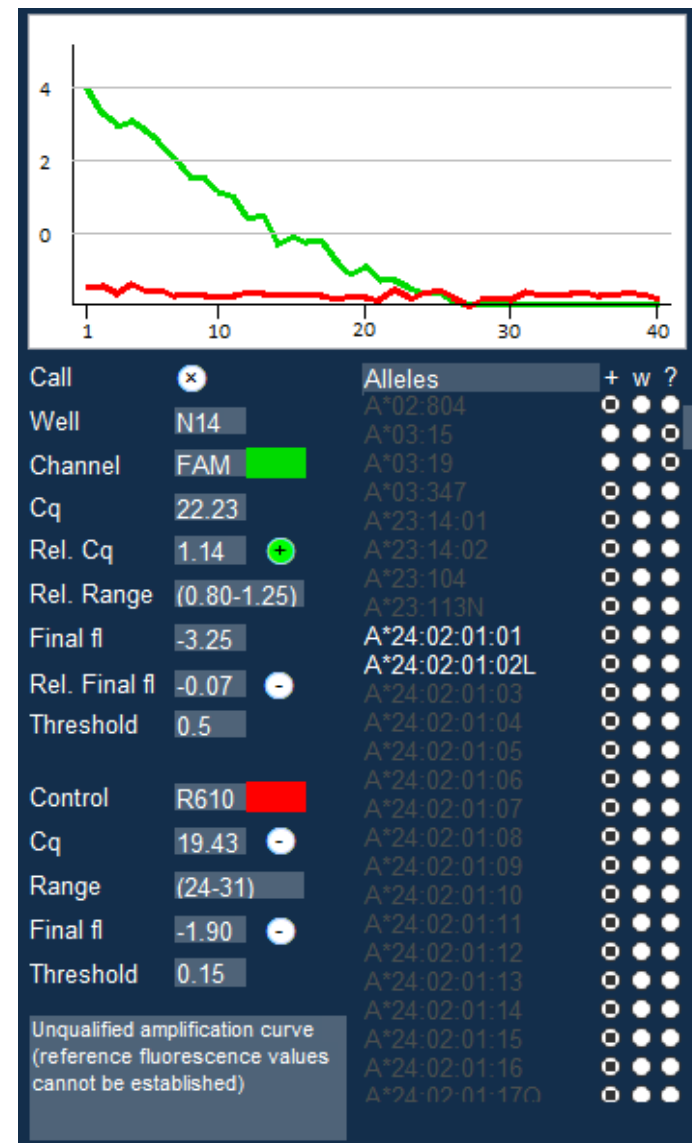 4
2
0
1 10 20 30 40
Call × Alleles + w ?
A*02:804
Well N14 A*03:15
Channel FAM A*03:19
A*03:347
Cq 22.23 A*23:14:01
Rel. Cq 1.14 + A*23:14:02
A*23:104
Rel. Range (0.80-1.25) A*23:113N
Final fl -3.25 A*24:02:01:01
A*24:02:01:02L
Rel. Final fl -0.07 - A*24:02:01:03
Threshold 0.5 A*24:02:01:04
A*24:02:01:05
A*24:02:01:06
Control R610 A*24:02:01:07
Cq 19.43 - A*24:02:01:08
A*24:02:01:09
Range (24-31) A*24:02:01:10
Final fl -1.90 - A*24:02:01:11
A*24:02:01:12
Threshold 0.15 A*24:02:01:13
A*24:02:01:14
Unqualified amplification curve A*24:02:01:15
(reference fluorescence values A*24:02:01:16
cannot be established) A*24:02:01:17Q